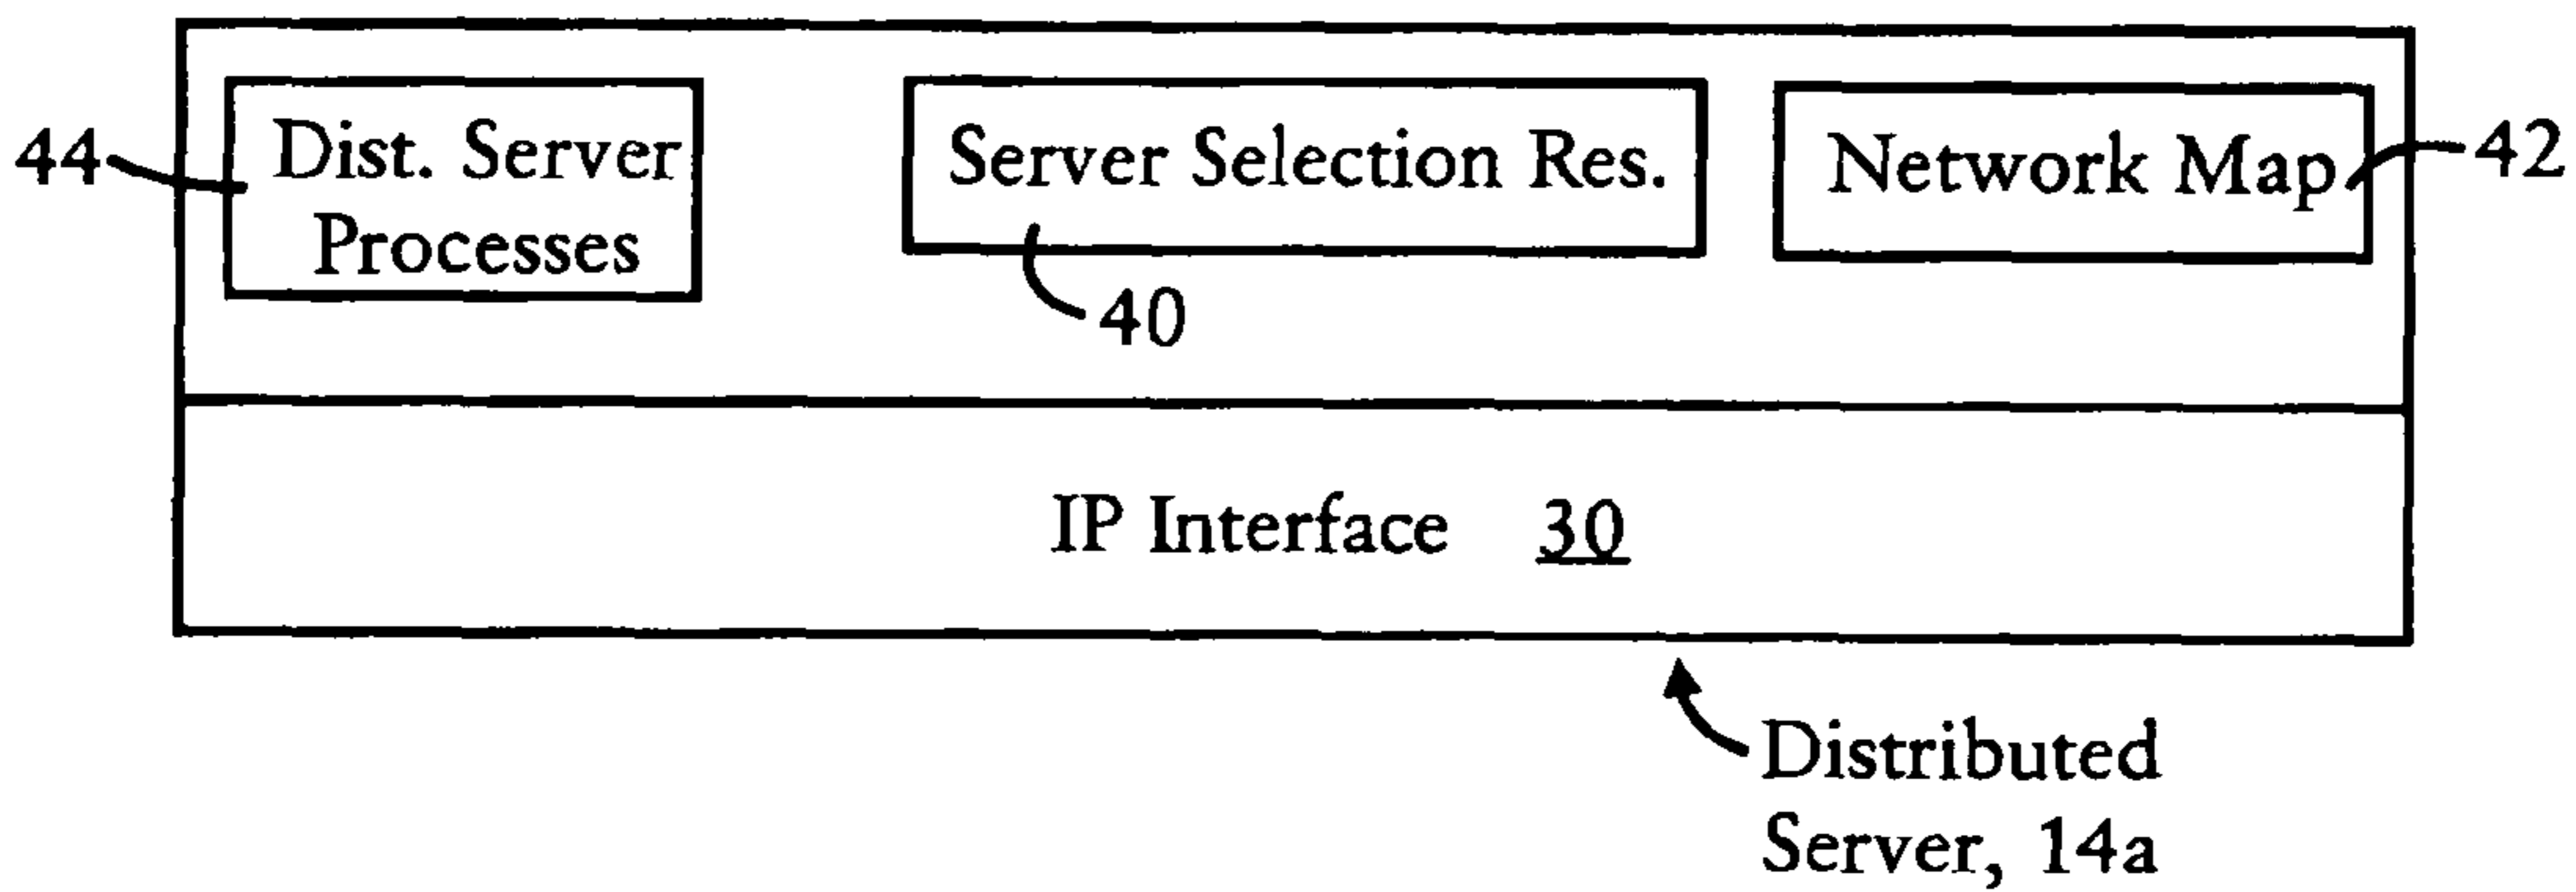 44
Dist. Server
Processes
Server Selection Res.
40
Network Map
42
IP Interface 30
Distributed
Server, 14a